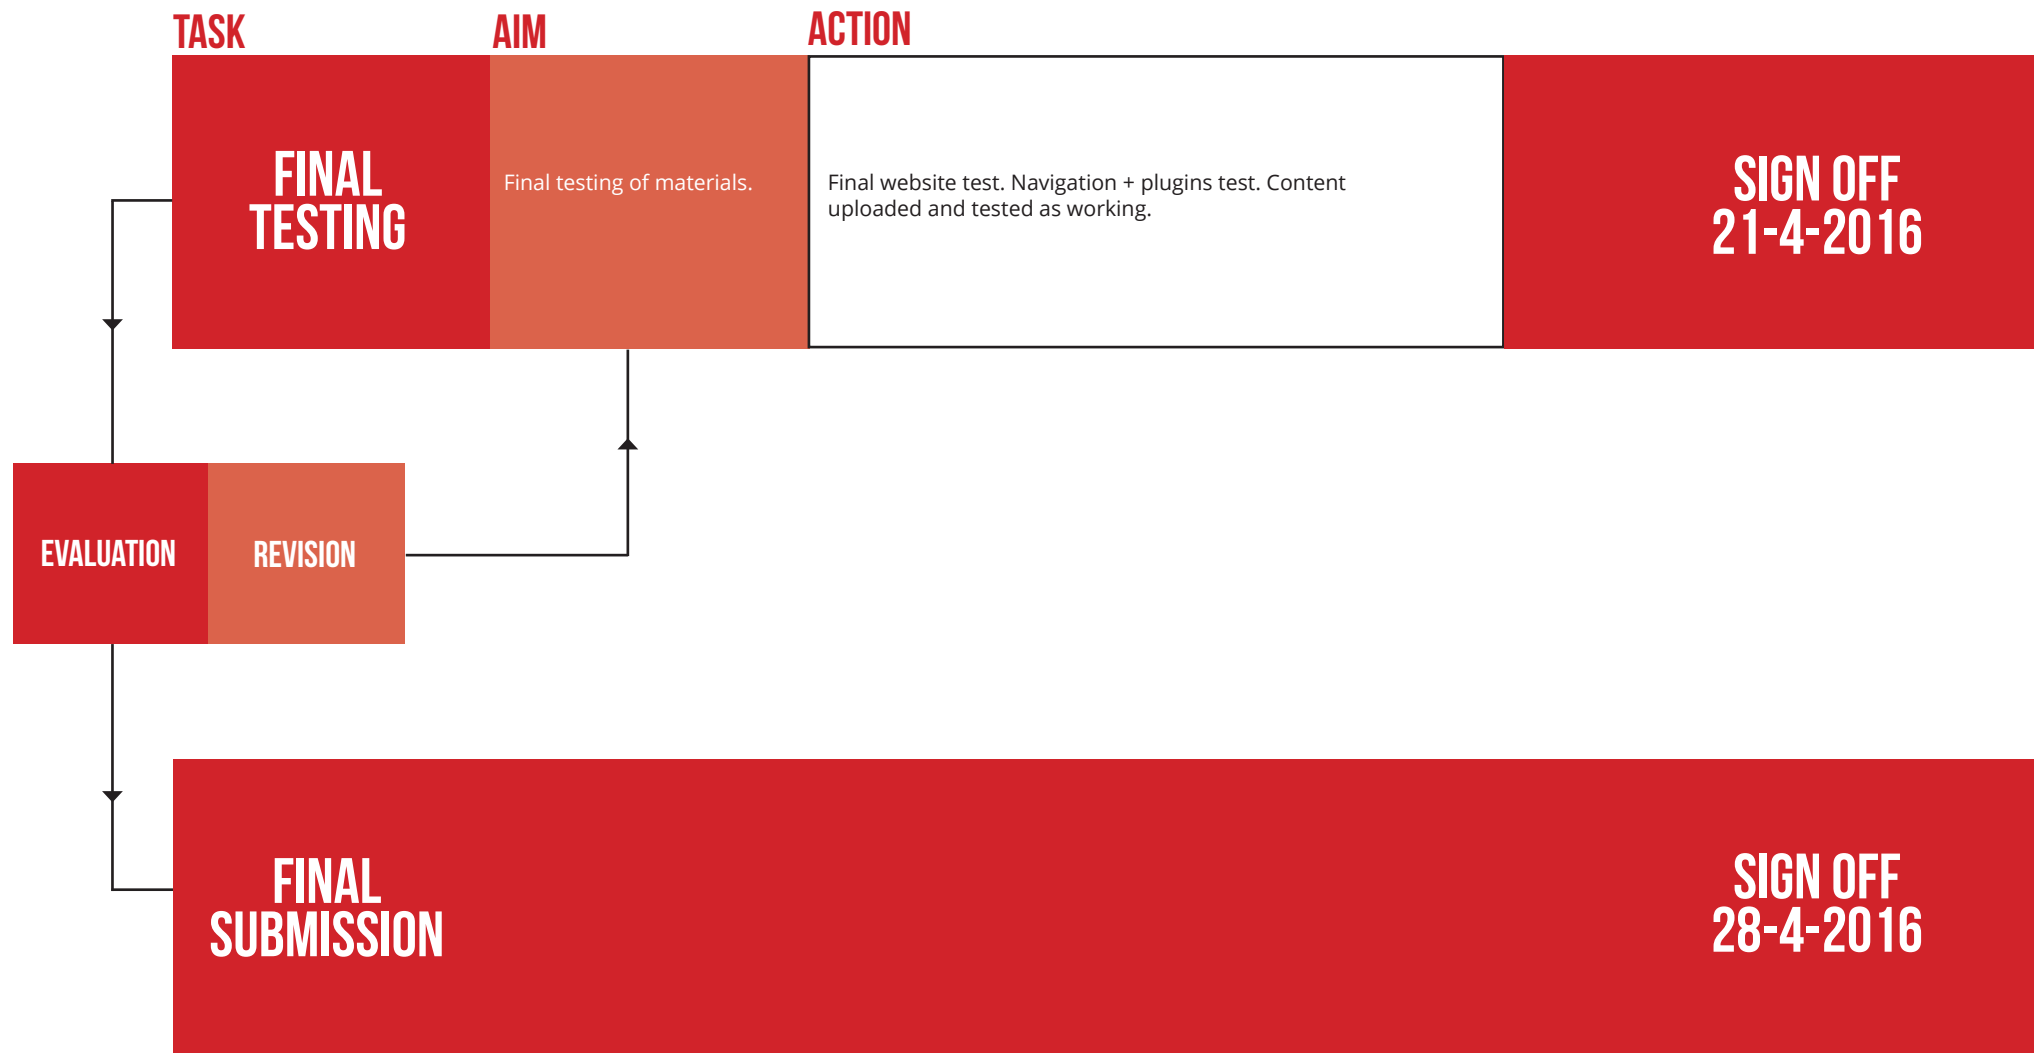 TASK
AIM
ACTION
FINAL
TESTING
Final testing of materials.
Final website test. Navigation + plugins test. Content
uploaded and tested as working.
SIGN OFF
21-4-2016
EVALUATION
REVISION
FINAL
SUBMISSION
SIGN OFF
28-4-2016